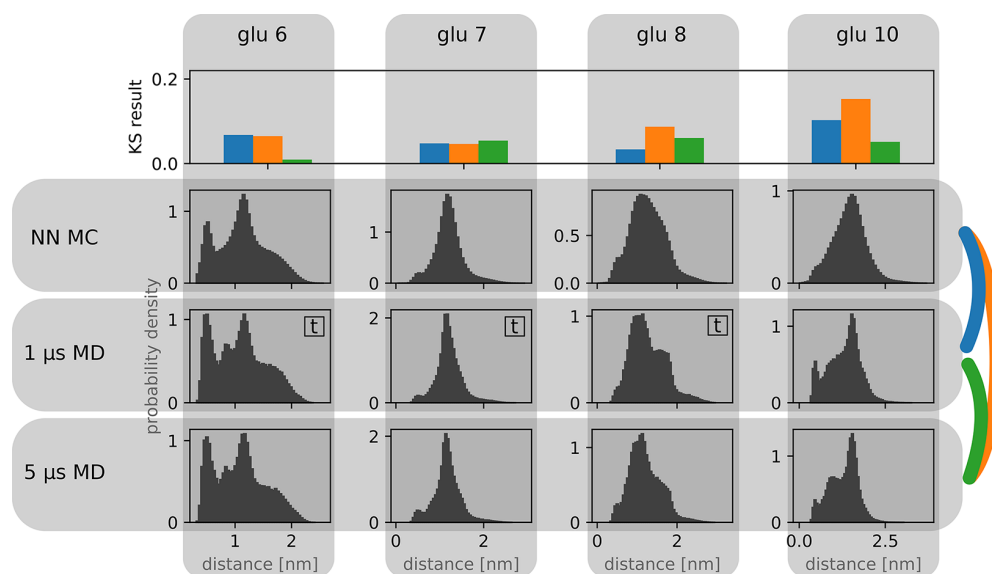 glu 6 glu 7 glu 8 glu 10
KS result
0.2
0.0
NN MC
1
0
1
0
0.5
0.0
1
0
probability density
1 µs MD
1
0
t
2
0
t
1
0
t
1
0
5 µs MD
1
0
2
0
1
0
1
0
1 2 0 2 0 2 0.0 2.5
distance [nm] distance [nm] distance [nm] distance [nm]